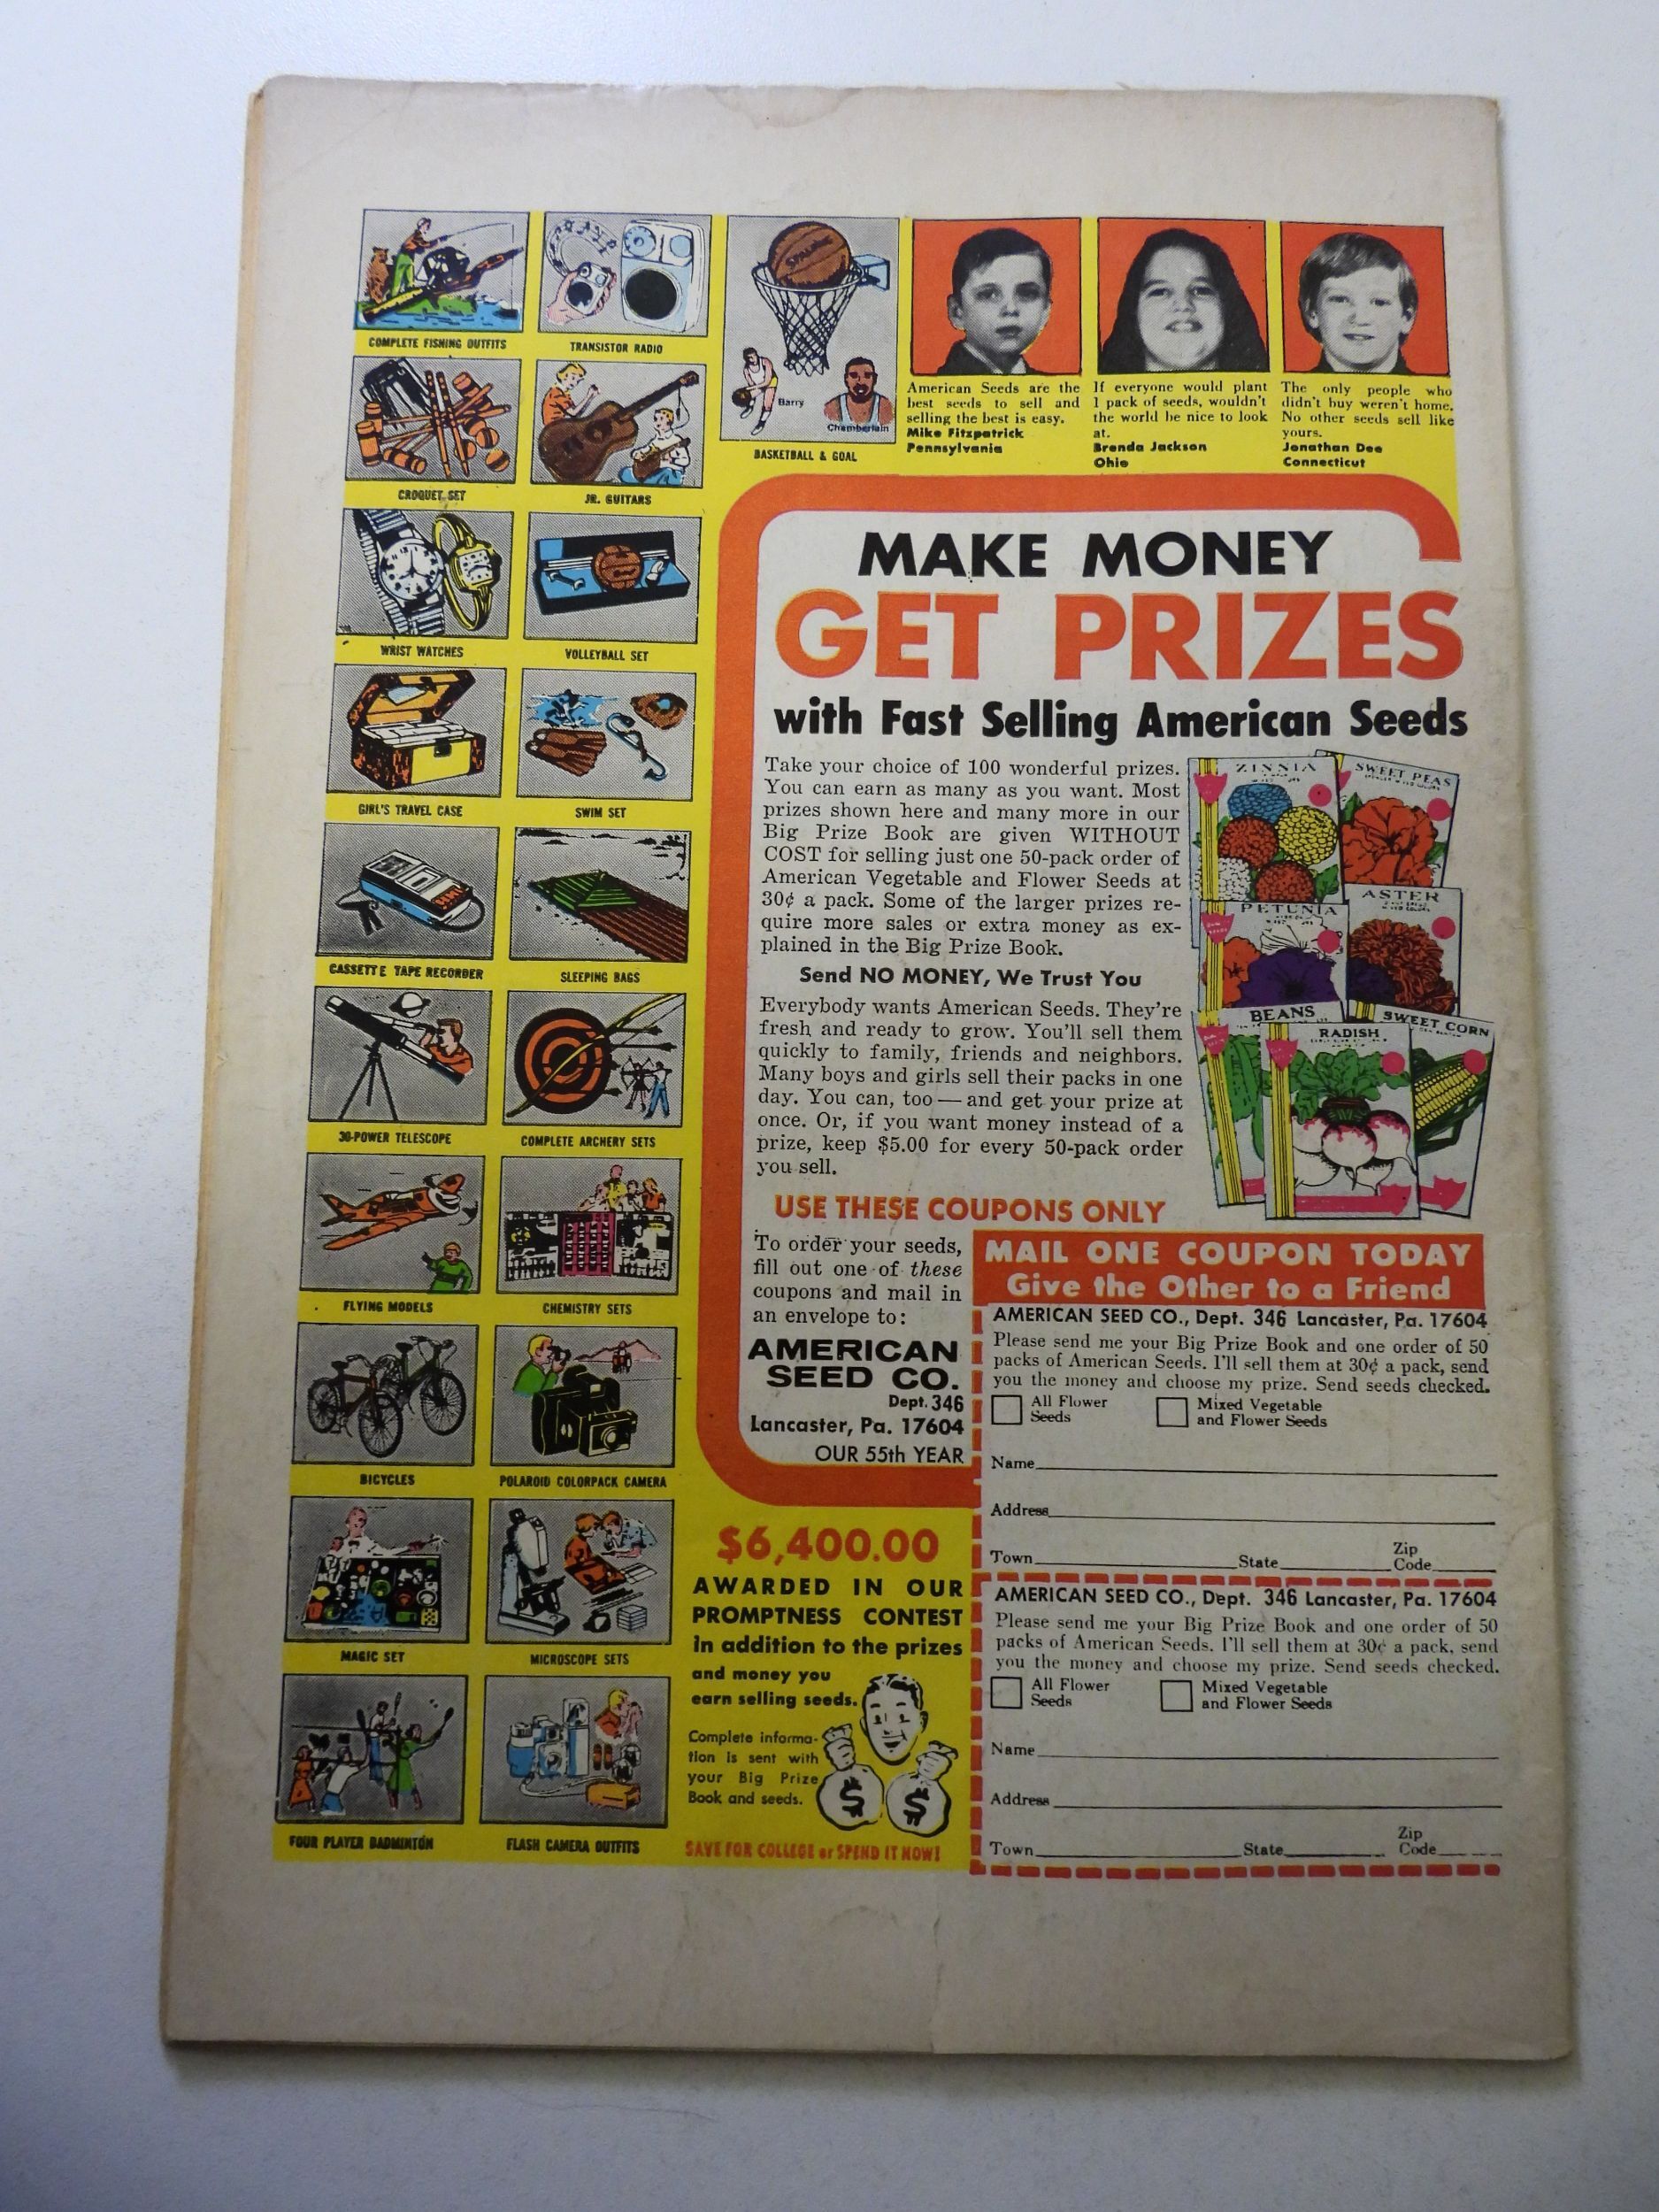 COMPLETE FISHING OUTFITS
TRANSISTOR RADIO
SPALDING
Barry
Chamberlain
BASKETBALL & GOAL
CROQUET SET
JR. GUITARS
WRIST WATCHES
VOLLEYBALL SET
GIRL'S TRAVEL CASE
SWIM SET
CASSETTE TAPE RECORDER
SLEEPING BAGS
30-POWER TELESCOPE
COMPLETE ARCHERY SETS
FLYING MODELS
CHEMISTRY SETS
BICYCLES
POLAROID COLORPACK CAMERA
MAGIC SET
MICROSCOPE SETS
FOUR PLAYER BADMINTON
FLASH CAMERA OUTFITS
American Seeds are the
best seeds to sell and
selling the best is easy.
Mike Fitzpatrick
Pennsylvania
If everyone would plant
1 pack of seeds, wouldn't
the world be nice to look
at.
Brenda Jackson
Ohio
The only people who
didn't buy weren't home.
No other seeds sell like
yours.
Jonathan Dee
Connecticut
MAKE MONEY
GET PRIZES
with Fast Selling American Seeds
Take your choice of 100 wonderful prizes.
You can earn as many as you want. Most
prizes shown here and many more in our
Big Prize Book are given WITHOUT
COST for selling just one 50-pack order of
American Vegetable and Flower Seeds at
30¢ a pack. Some of the larger prizes re-
quire more sales or extra money as ex-
plained in the Big Prize Book.
Send NO MONEY, We Trust You
Everybody wants American Seeds. They're
fresh and ready to grow. You'll sell them
quickly to family, friends and neighbors.
Many boys and girls sell their packs in one
day. You can, too — and get your prize at
once. Or, if you want money instead of a
prize, keep $5.00 for every 50-pack order
you sell.
ZINNIA
SWEET PEAS
PETUNIA
ASTER
BEANS
RADISH
SWEET CORN
USE THESE COUPONS ONLY
To order your seeds,
fill out one of these
coupons and mail in
an envelope to:
AMERICAN
SEED CO.
Dept. 346
Lancaster, Pa. 17604
OUR 55th YEAR
MAIL ONE COUPON TODAY
Give the Other to a Friend
AMERICAN SEED CO., Dept. 346 Lancaster, Pa. 17604
Please send me your Big Prize Book and one order of 50
packs of American Seeds. I'll sell them at 30¢ a pack, send
you the money and choose my prize. Send seeds checked.
All Flower
Seeds
Mixed Vegetable
and Flower Seeds
Name
Address
Town State Zip
Code
AMERICAN SEED CO., Dept. 346 Lancaster, Pa. 17604
Please send me your Big Prize Book and one order of 50
packs of American Seeds. I'll sell them at 30¢ a pack, send
you the money and choose my prize. Send seeds checked.
All Flower
Seeds
Mixed Vegetable
and Flower Seeds
Name
Address
Town State Zip
Code
$6,400.00
AWARDED IN OUR
PROMPTNESS CONTEST
in addition to the prizes
and money you
earn selling seeds.
Complete informa-
tion is sent with
your Big Prize
Book and seeds.
$ $
SAVE FOR COLLEGE or SPEND IT NOW!